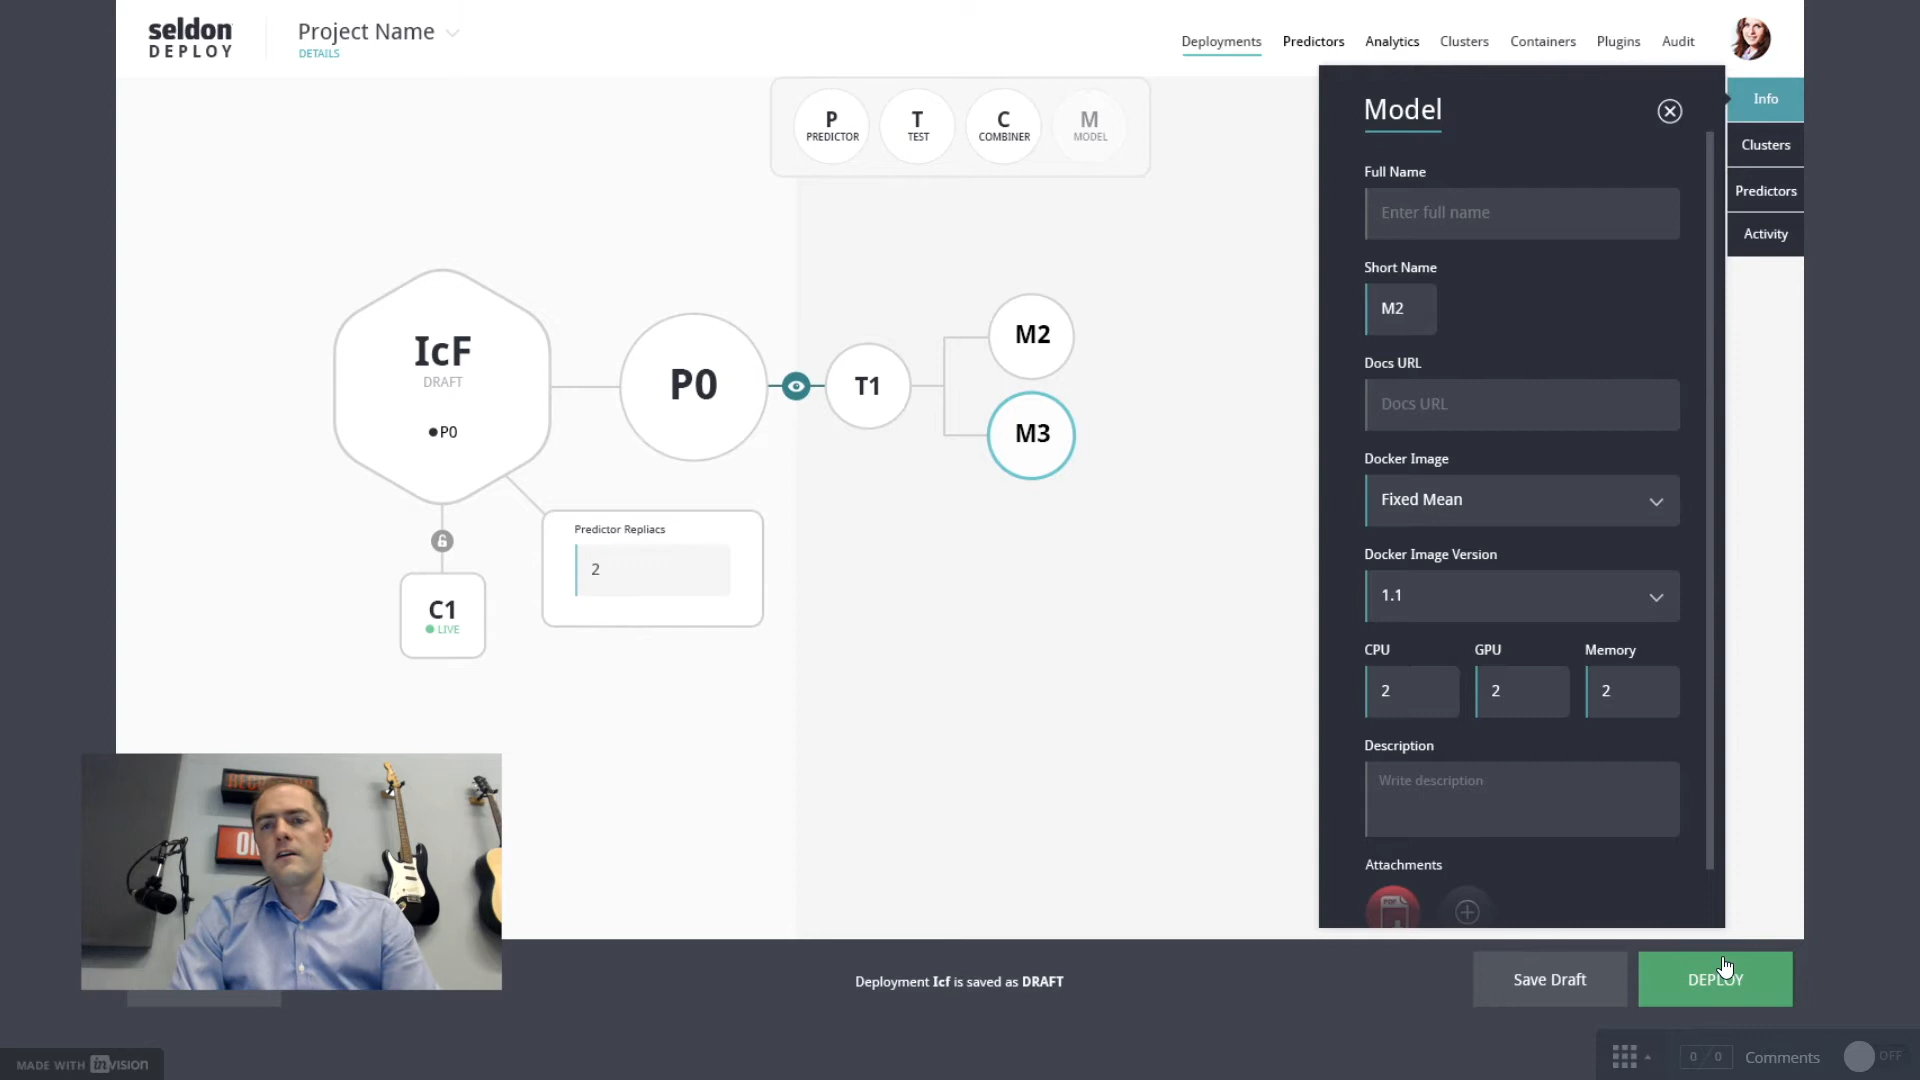 seldon
DEPLOY
Project Name
DETAILS
Deployments
Predictors
Analytics
Clusters
Containers
Plugins
Audit
P
PREDICTOR
T
TEST
C
COMBINER
M
MODEL
IcF
DRAFT
P0
P0
T1
M2
M3
Predictor Repliacs
2
C1
LIVE
Model
Full Name
Enter full name
Short Name
M2
Docs URL
Docs URL
Docker Image
Fixed Mean
Docker Image Version
1.1
CPU
GPU
Memory
2
2
2
Description
Write description
Attachments
PDF
Info
Clusters
Predictors
Activity
Deployment Icf is saved as DRAFT
Save Draft
DEPLOY
MADE WITH invision
0 / 0
Comments
OFF